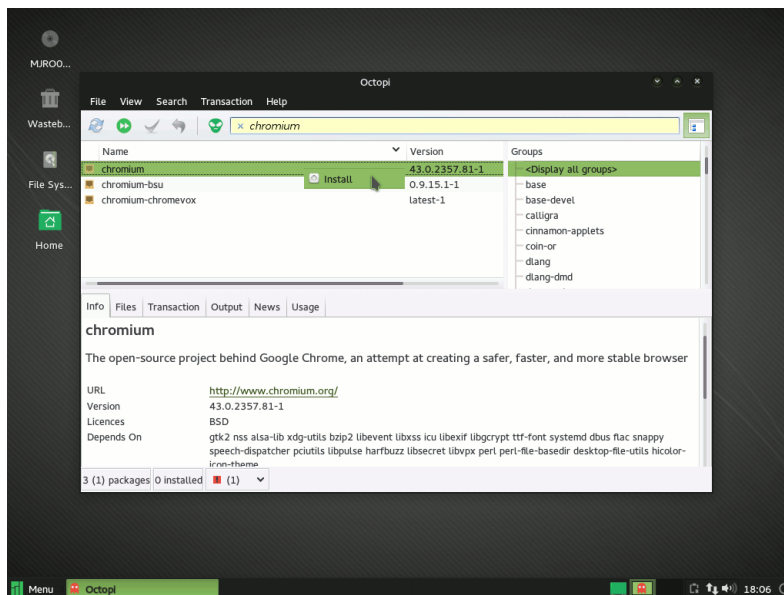 MJRO0...
Wasteb...
File Sys...
Home
Octopi
File View Search Transaction Help
chromium
Name Version Groups
chromium 43.0.2357.81-1 <Display all groups>
Install
chromium-bsu 0.9.15.1-1 base
chromium-chromevox latest-1 base-devel
calligra
cinnamon-applets
coin-or
dlang
dlang-dmd
Info Files Transaction Output News Usage
chromium
The open-source project behind Google Chrome, an attempt at creating a safer, faster, and more stable browser
URL http://www.chromium.org/
Version 43.0.2357.81-1
Licences BSD
Depends On gtk2 nss alsa-lib xdg-utils bzip2 libevent libxss icu libexif libgcrypt ttf-font systemd dbus flac snappy
speech-dispatcher pciutils libpulse harfbuzz libsecret libvpx perl perl-file-basedir desktop-file-utils hicolor-
icon-theme
3 (1) packages 0 installed (1)
Menu Octopi 18:06